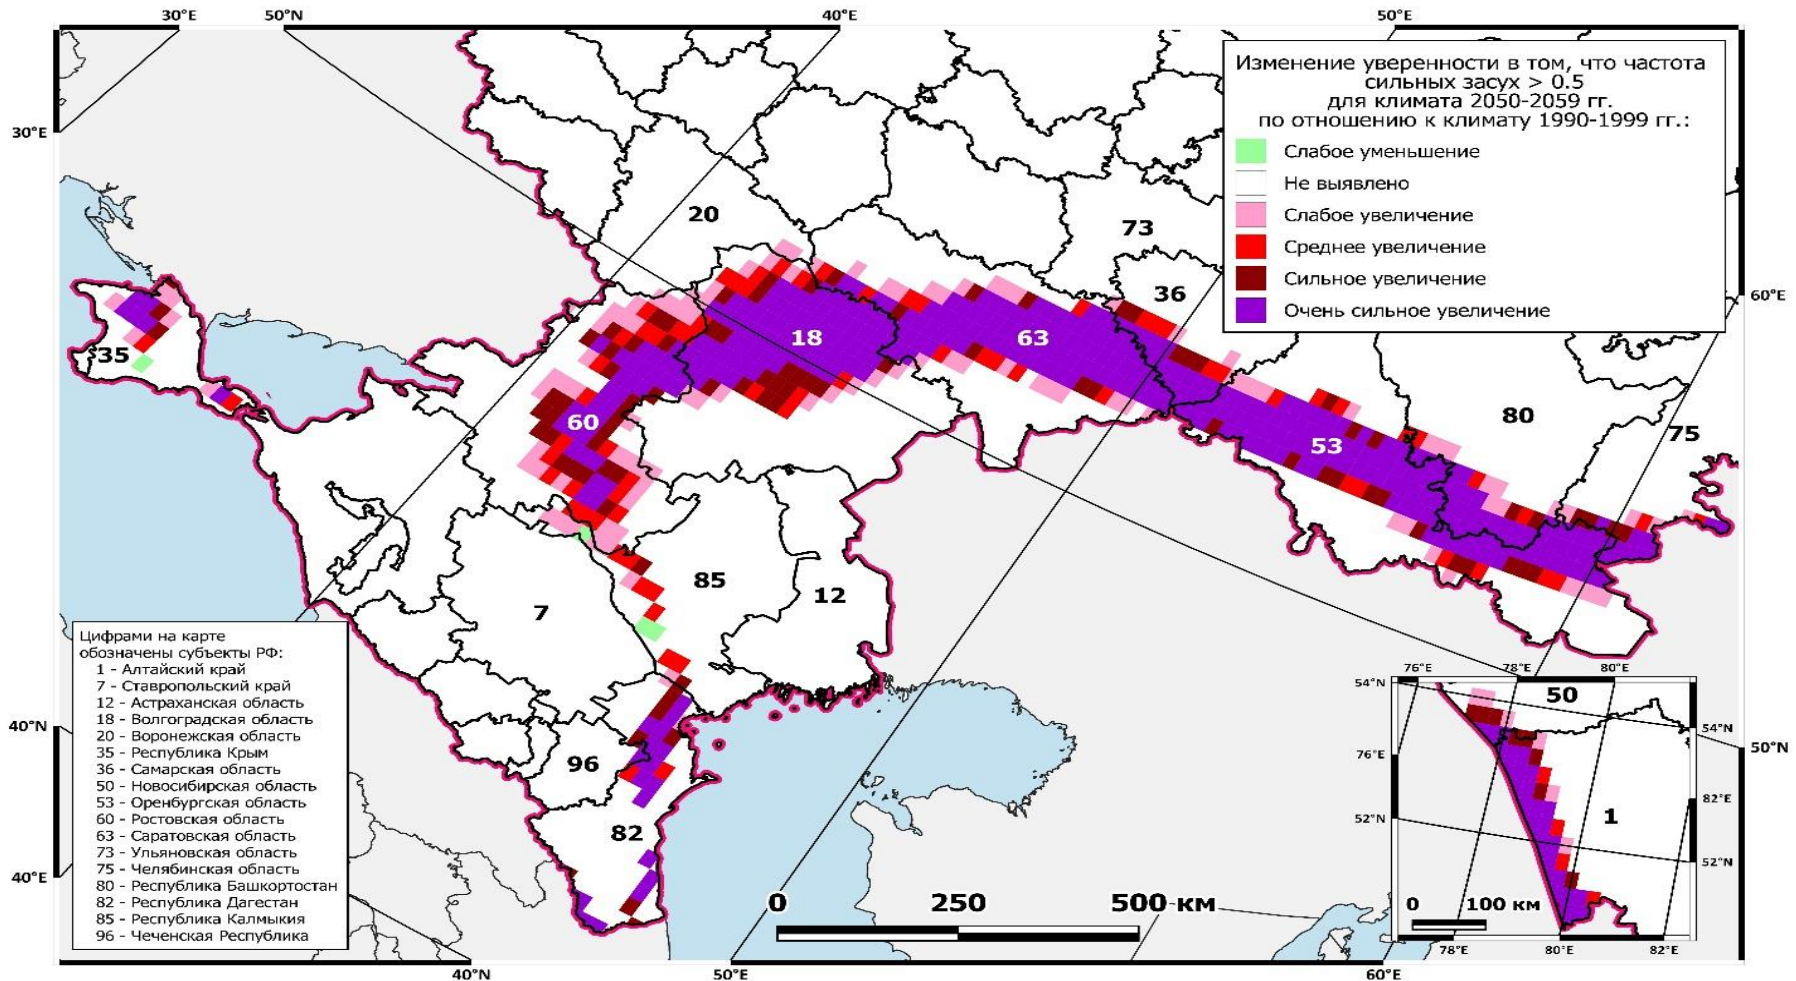 30°E
50°N
40°E
50°E
Изменение уверенности в том, что частота
сильных засух > 0.5
для климата 2050-2059 гг.
по отношению к климату 1990-1999 гг.:
Слабое уменьшение
Не выявлено
Слабое увеличение
Среднее увеличение
Сильное увеличение
Очень сильное увеличение
30°E
60°E
20
73
36
35
18
63
60
53
80
75
85
12
7
96
82
Цифрами на карте
обозначены субъекты РФ:
1 - Алтайский край
7 - Ставропольский край
12 - Астраханская область
18 - Волгоградская область
20 - Воронежская область
35 - Республика Крым
36 - Самарская область
50 - Новосибирская область
53 - Оренбургская область
60 - Ростовская область
63 - Саратовская область
73 - Ульяновская область
75 - Челябинская область
80 - Республика Башкортостан
82 - Республика Дагестан
85 - Республика Калмыкия
96 - Чеченская Республика
40°N
40°E
50°N
0 250 500 км
76°E
78°E
80°E
54°N
50
54°N
76°E
82°E
52°N
1
52°N
0 100 км
78°E
80°E
82°E
40°N
50°E
60°E